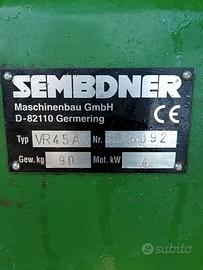 SEMBDNER
Maschinenbau GmbH
D-82110 Germering
CE
Typ VR45A Nr.
Gew.kg 90 Mot. kW 4
subito